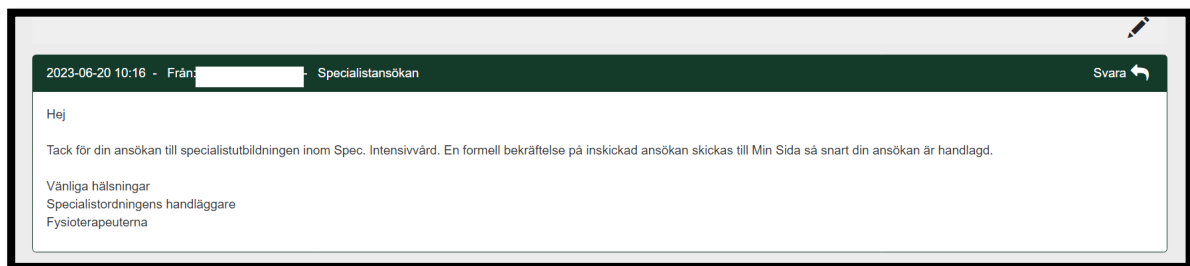 2023-06-20 10:16 - Från: - Specialistansökan Svara
Hej
Tack för din ansökan till specialistutbildningen inom Spec. Intensivvård. En formell bekräftelse på inskickad ansökan skickas till Min Sida så snart din ansökan är handlagd.
Vänliga hälsningar
Specialistordningens handläggare
Fysioterapeuterna